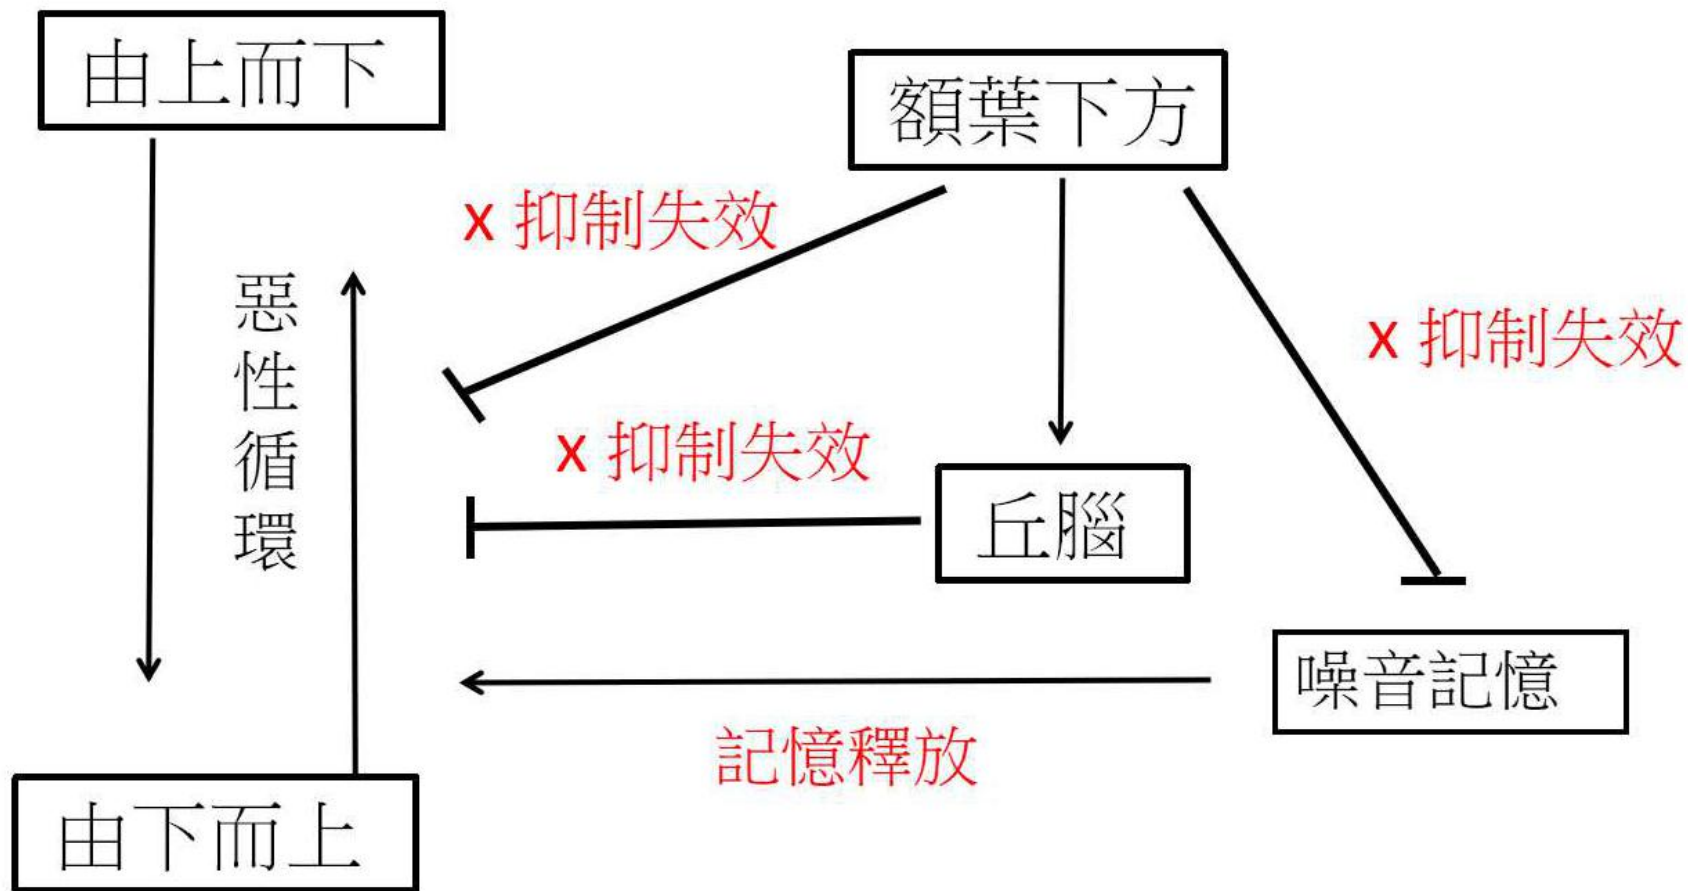 由上而下
額葉下方
x 抑制失效
惡性循環
x 抑制失效
x 抑制失效
丘腦
噪音記憶
記憶釋放
由下而上